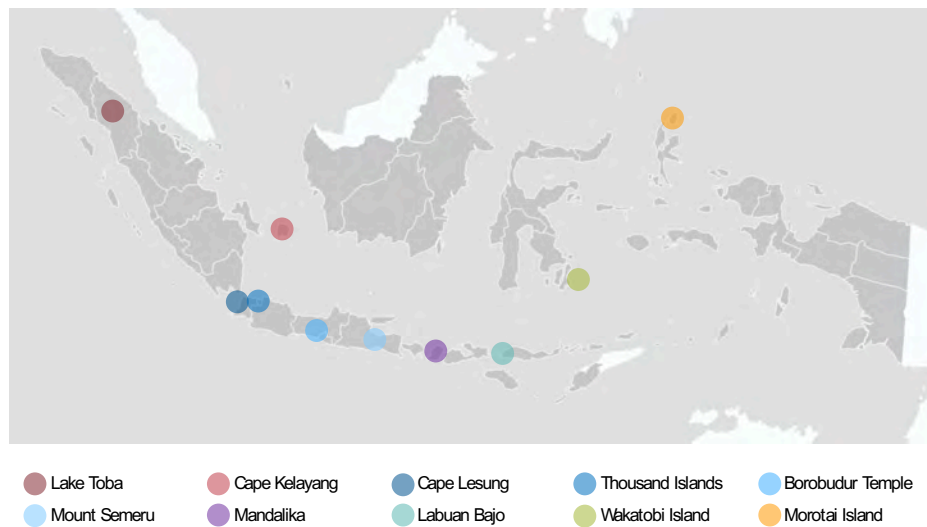 Lake Toba Cape Kelayang Cape Lesung Thousand Islands Borobudur Temple
Mount Semeru Mandalika Labuan Bajo Wakatobi Island Morotai Island